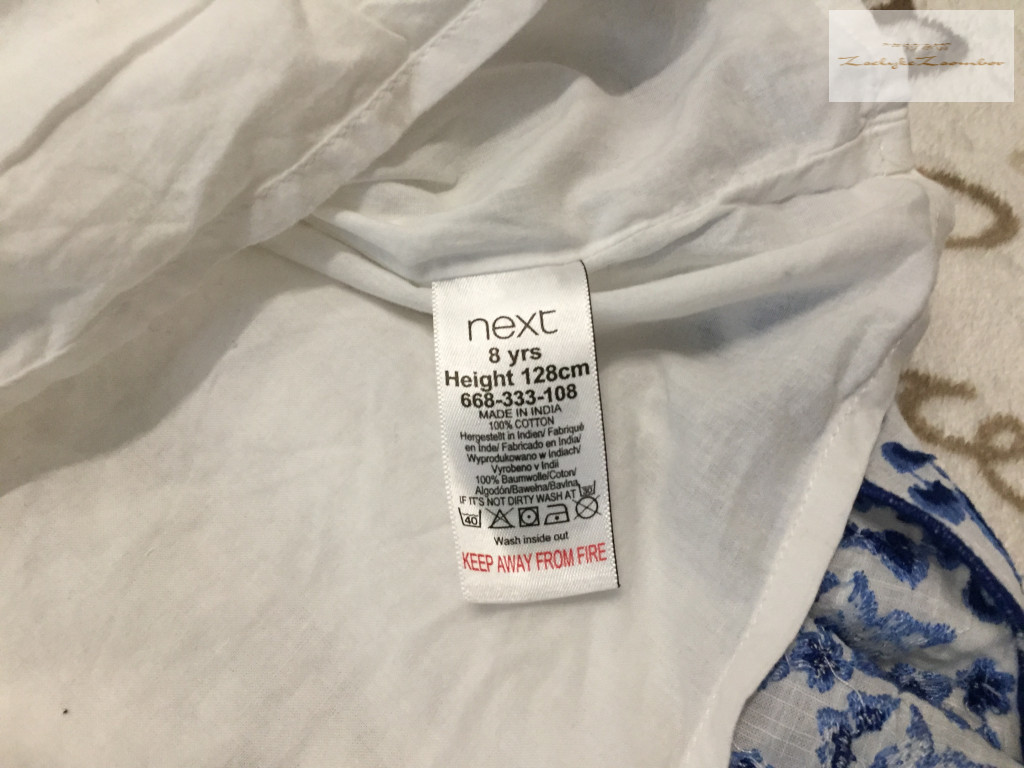 next
8 yrs
Height 128cm
668-333-108
MADE IN INDIA
100% COTTON
Hergestellt in Indien/ Fabriqué
en Inde/ Fabricado en India/
Wyprodukowano w Indiach/
Vyrobeno v Indii
100% Baumwolle/Coton/
Algodón/Bawełna/Bavlna
IF IT'S NOT DIRTY WASH AT 30
40
Wash inside out
KEEP AWAY FROM FIRE